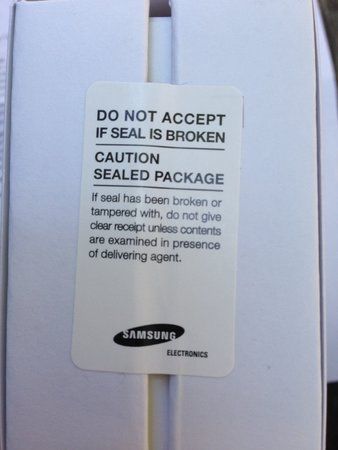 DO NOT ACCEPT
IF SEAL IS BROKEN
CAUTION
SEALED PACKAGE
If seal has been broken or
tampered with, do not give
clear receipt unless contents
are examined in presence
of delivering agent.
SAMSUNG
ELECTRONICS